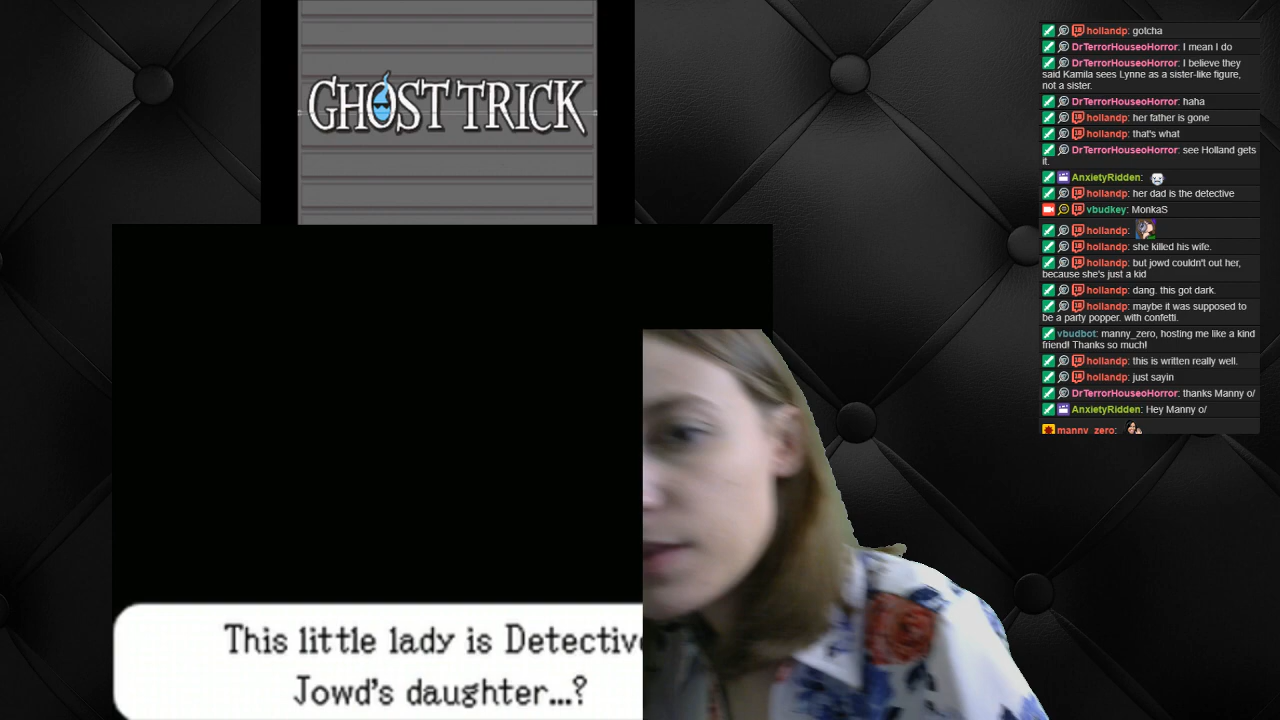 GHOST TRICK
This little lady is Detective
Jowd's daughter...?
hollandp: gotcha
DrTerrorHouseoHorror: I mean I do
DrTerrorHouseoHorror: I believe they
said Kamila sees Lynne as a sister-like figure,
not a sister.
DrTerrorHouseoHorror: haha
hollandp: her father is gone
hollandp: that's what
DrTerrorHouseoHorror: see Holland gets
it.
AnxietyRidden:
hollandp: her dad is the detective
vbudkey: MonkaS
hollandp:
hollandp: she killed his wife.
hollandp: but jowd couldn't out her,
because she's just a kid
hollandp: dang. this got dark.
hollandp: maybe it was supposed to
be a party popper. with confetti.
vbudbot: manny_zero, hosting me like a kind
friend! Thanks so much!
hollandp: this is written really well.
hollandp: just sayin
DrTerrorHouseoHorror: thanks Manny o/
AnxietyRidden: Hey Manny o/
manny_zero: